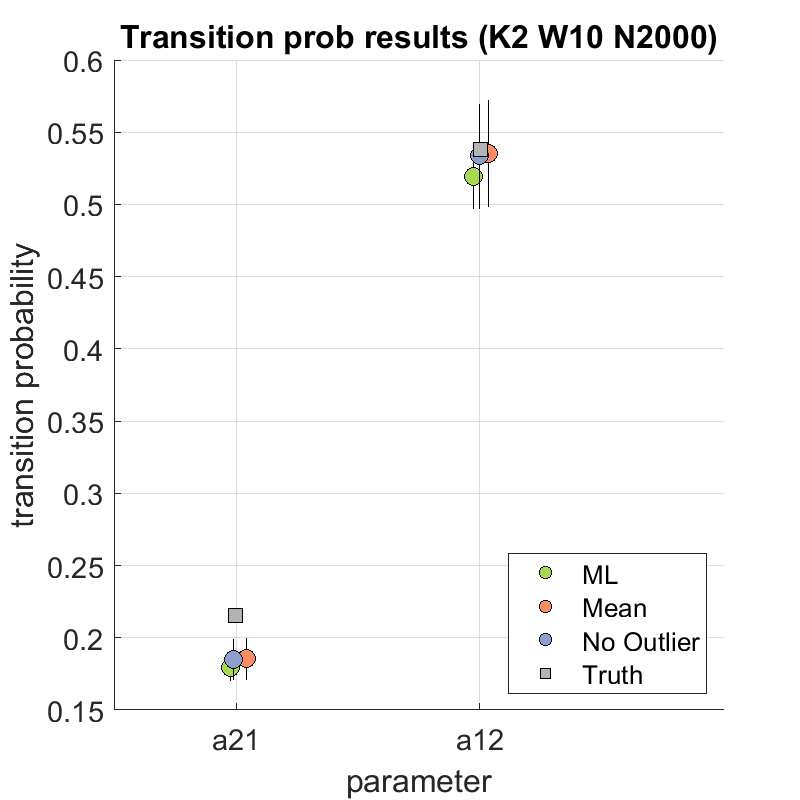 Transition prob results (K2 W10 N2000)
transition probability
0.6
0.55
0.5
0.45
0.4
0.35
0.3
0.25
0.2
0.15
a21
a12
parameter
ML
Mean
No Outlier
Truth